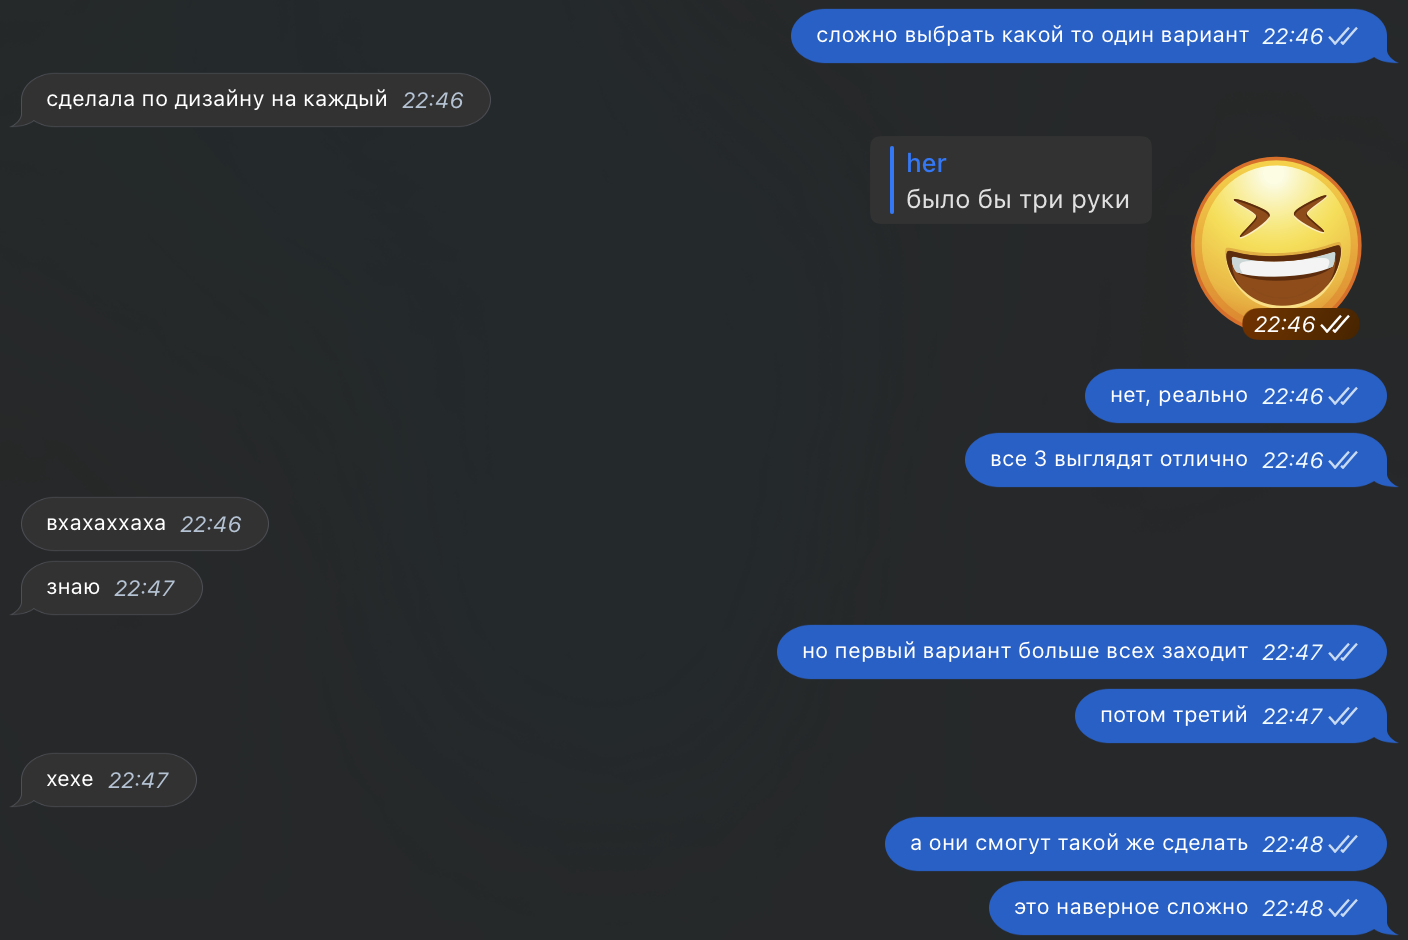 сложно выбрать какой то один вариант 22:46
сделала по дизайну на каждый 22:46
her
было бы три руки
22:46
нет, реально 22:46
все 3 выглядят отлично 22:46
вхахаххаха 22:46
знаю 22:47
но первый вариант больше всех заходит 22:47
потом третий 22:47
хехе 22:47
а они смогут такой же сделать 22:48
это наверное сложно 22:48